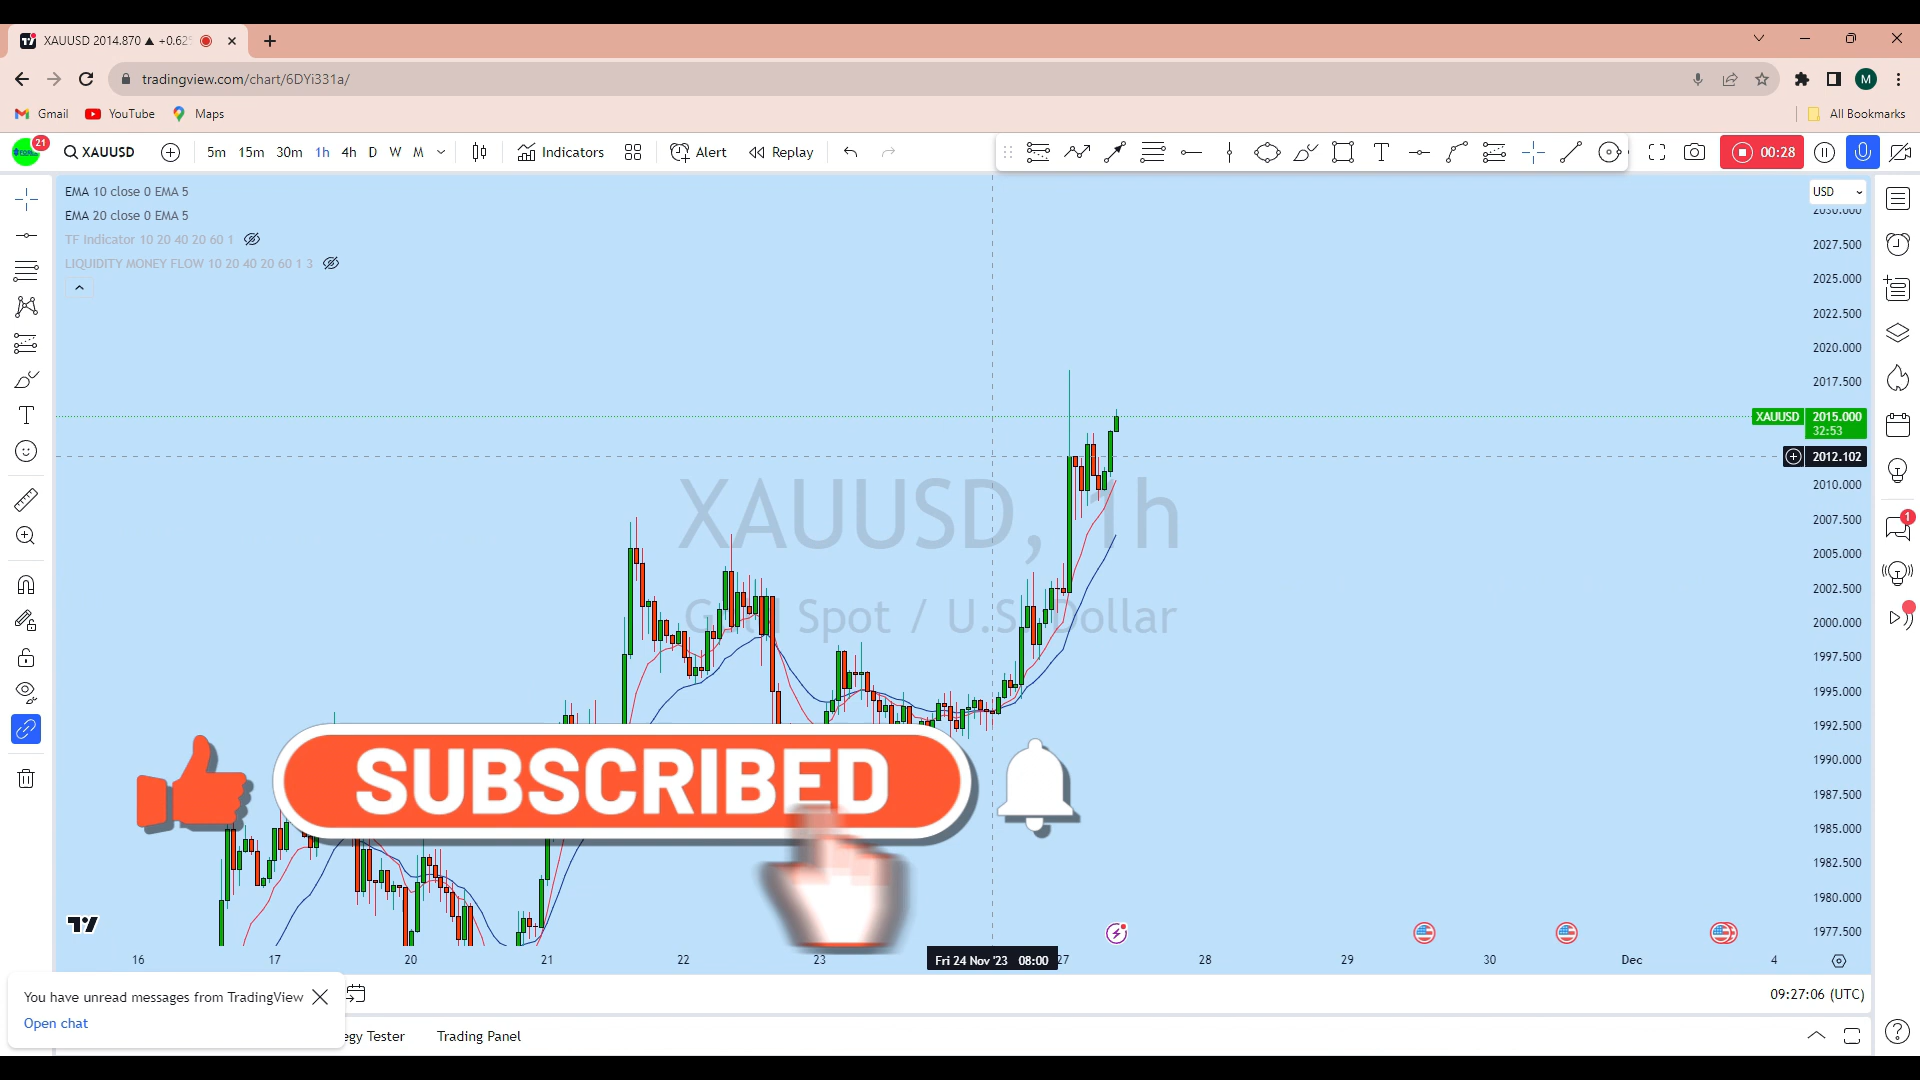 XAUUSD 2014.870 ▲ +0.62%
tradingview.com/chart/6DYi331a/
M
Gmail YouTube Maps All Bookmarks
21 XAUUSD 5m 15m 30m 1h 4h D W M Indicators Alert Replay 00:28
EMA 10 close 0 EMA 5
EMA 20 close 0 EMA 5
TF Indicator 10 20 40 20 60 1
LIQUIDITY MONEY FLOW 10 20 40 20 60 1 3
USD
2030.000
2027.500
2025.000
2022.500
2020.000
2017.500
XAUUSD 2015.000
32:53
2012.102
2010.000
2007.500
2005.000
2002.500
2000.000
1997.500
1995.000
1992.500
1990.000
1987.500
1985.000
1982.500
1980.000
1977.500
XAUUSD, 1h
Gold Spot / U.S. Dollar
1
SUBSCRIBED
16 17 20 21 22 23 Fri 24 Nov '23 08:00 27 28 29 30 Dec 4
You have unread messages from TradingView
Open chat
09:27:06 (UTC)
egy Tester Trading Panel